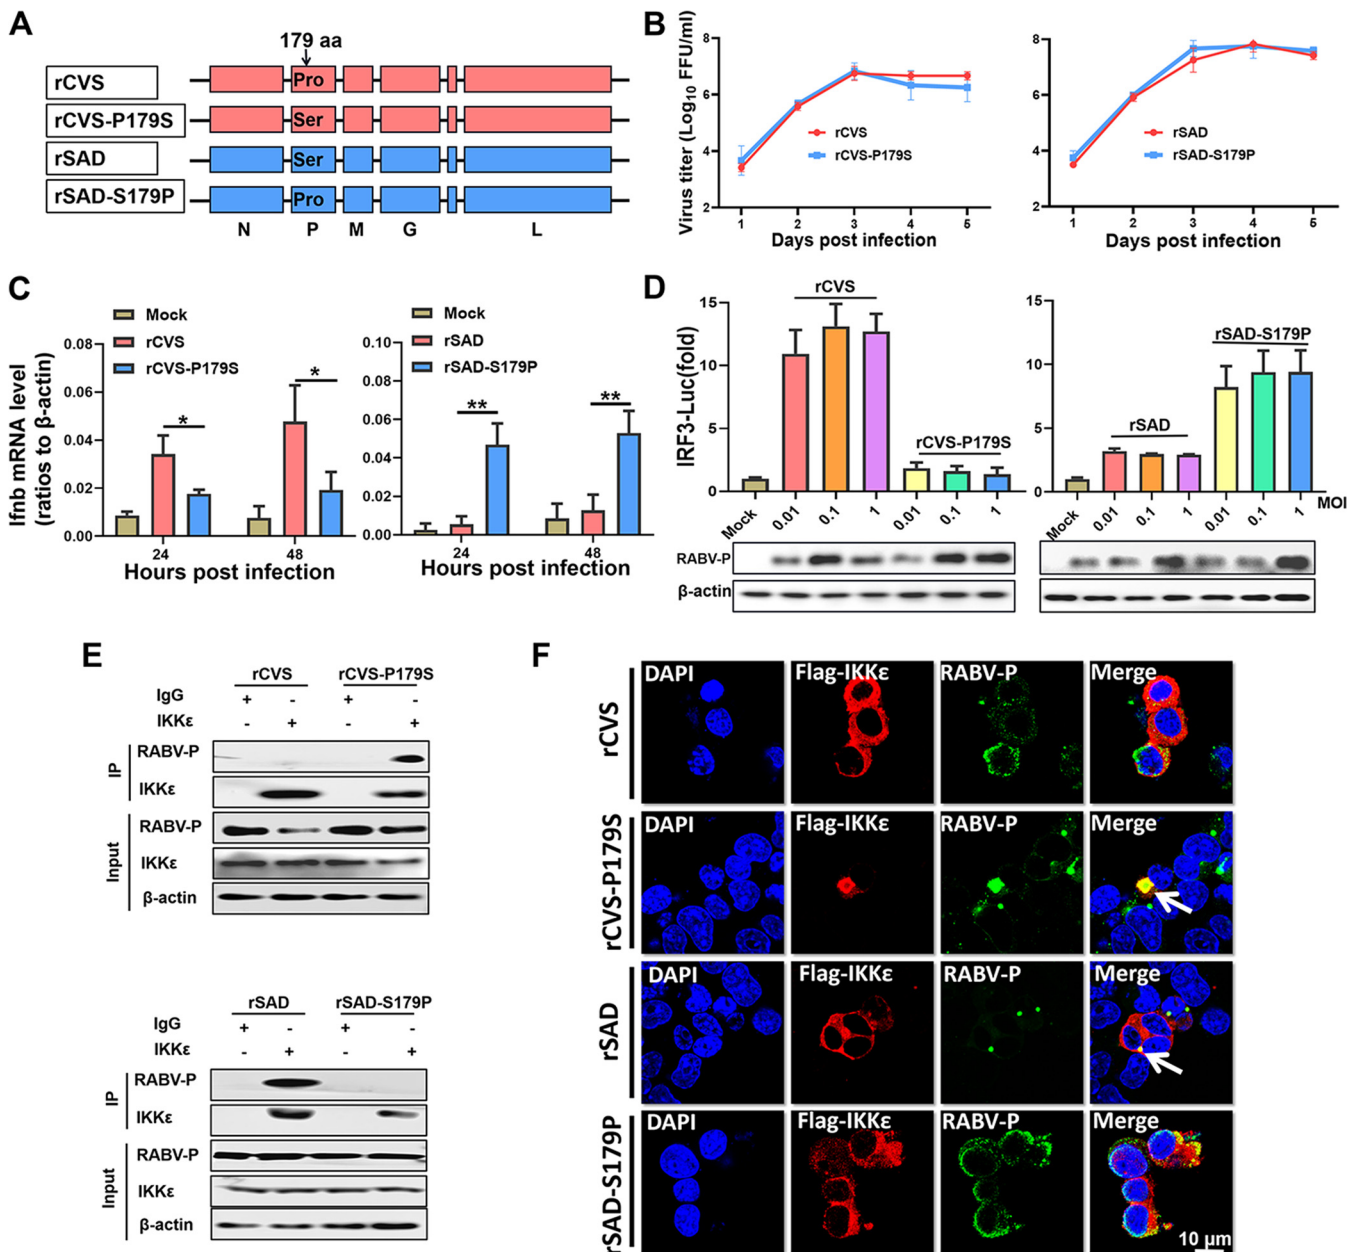 A
179 aa
rCVS
Pro
rCVS-P179S
Ser
rSAD
Ser
rSAD-S179P
Pro
N P M G L
B
Virus titer (Log10 FFU/ml)
8
6
4
2
rCVS
rCVS-P179S
1 2 3 4 5
Days post infection
8
6
4
2
rSAD
rSAD-S179P
1 2 3 4 5
Days post infection
C
Ifnb mRNA level
(ratios to β-actin)
Mock
rCVS
rCVS-P179S
0.08
0.06
0.04
0.02
0.00
* *
24 48
Hours post infection
Mock
rSAD
rSAD-S179P
0.10
0.08
0.06
0.04
0.02
0.00
** **
24 48
Hours post infection
D
IRF3-Luc(fold)
15
10
5
0
rCVS
rCVS-P179S
Mock 0.01 0.1 1 0.01 0.1 1
15
10
5
0
rSAD
rSAD-S179P
Mock 0.01 0.1 1 0.01 0.1 1 MOI
RABV-P
β-actin
E
rCVS rCVS-P179S
IgG + - + -
IKKε - + - +
IP
RABV-P
IKKε
Input
RABV-P
IKKε
β-actin
rSAD rSAD-S179P
IgG + - + -
IKKε - + - +
IP
RABV-P
IKKε
Input
RABV-P
IKKε
β-actin
F
rCVS
DAPI Flag-IKKε RABV-P Merge
rCVS-P179S
DAPI Flag-IKKε RABV-P Merge
rSAD
DAPI Flag-IKKε RABV-P Merge
rSAD-S179P
DAPI Flag-IKKε RABV-P Merge
10 μm